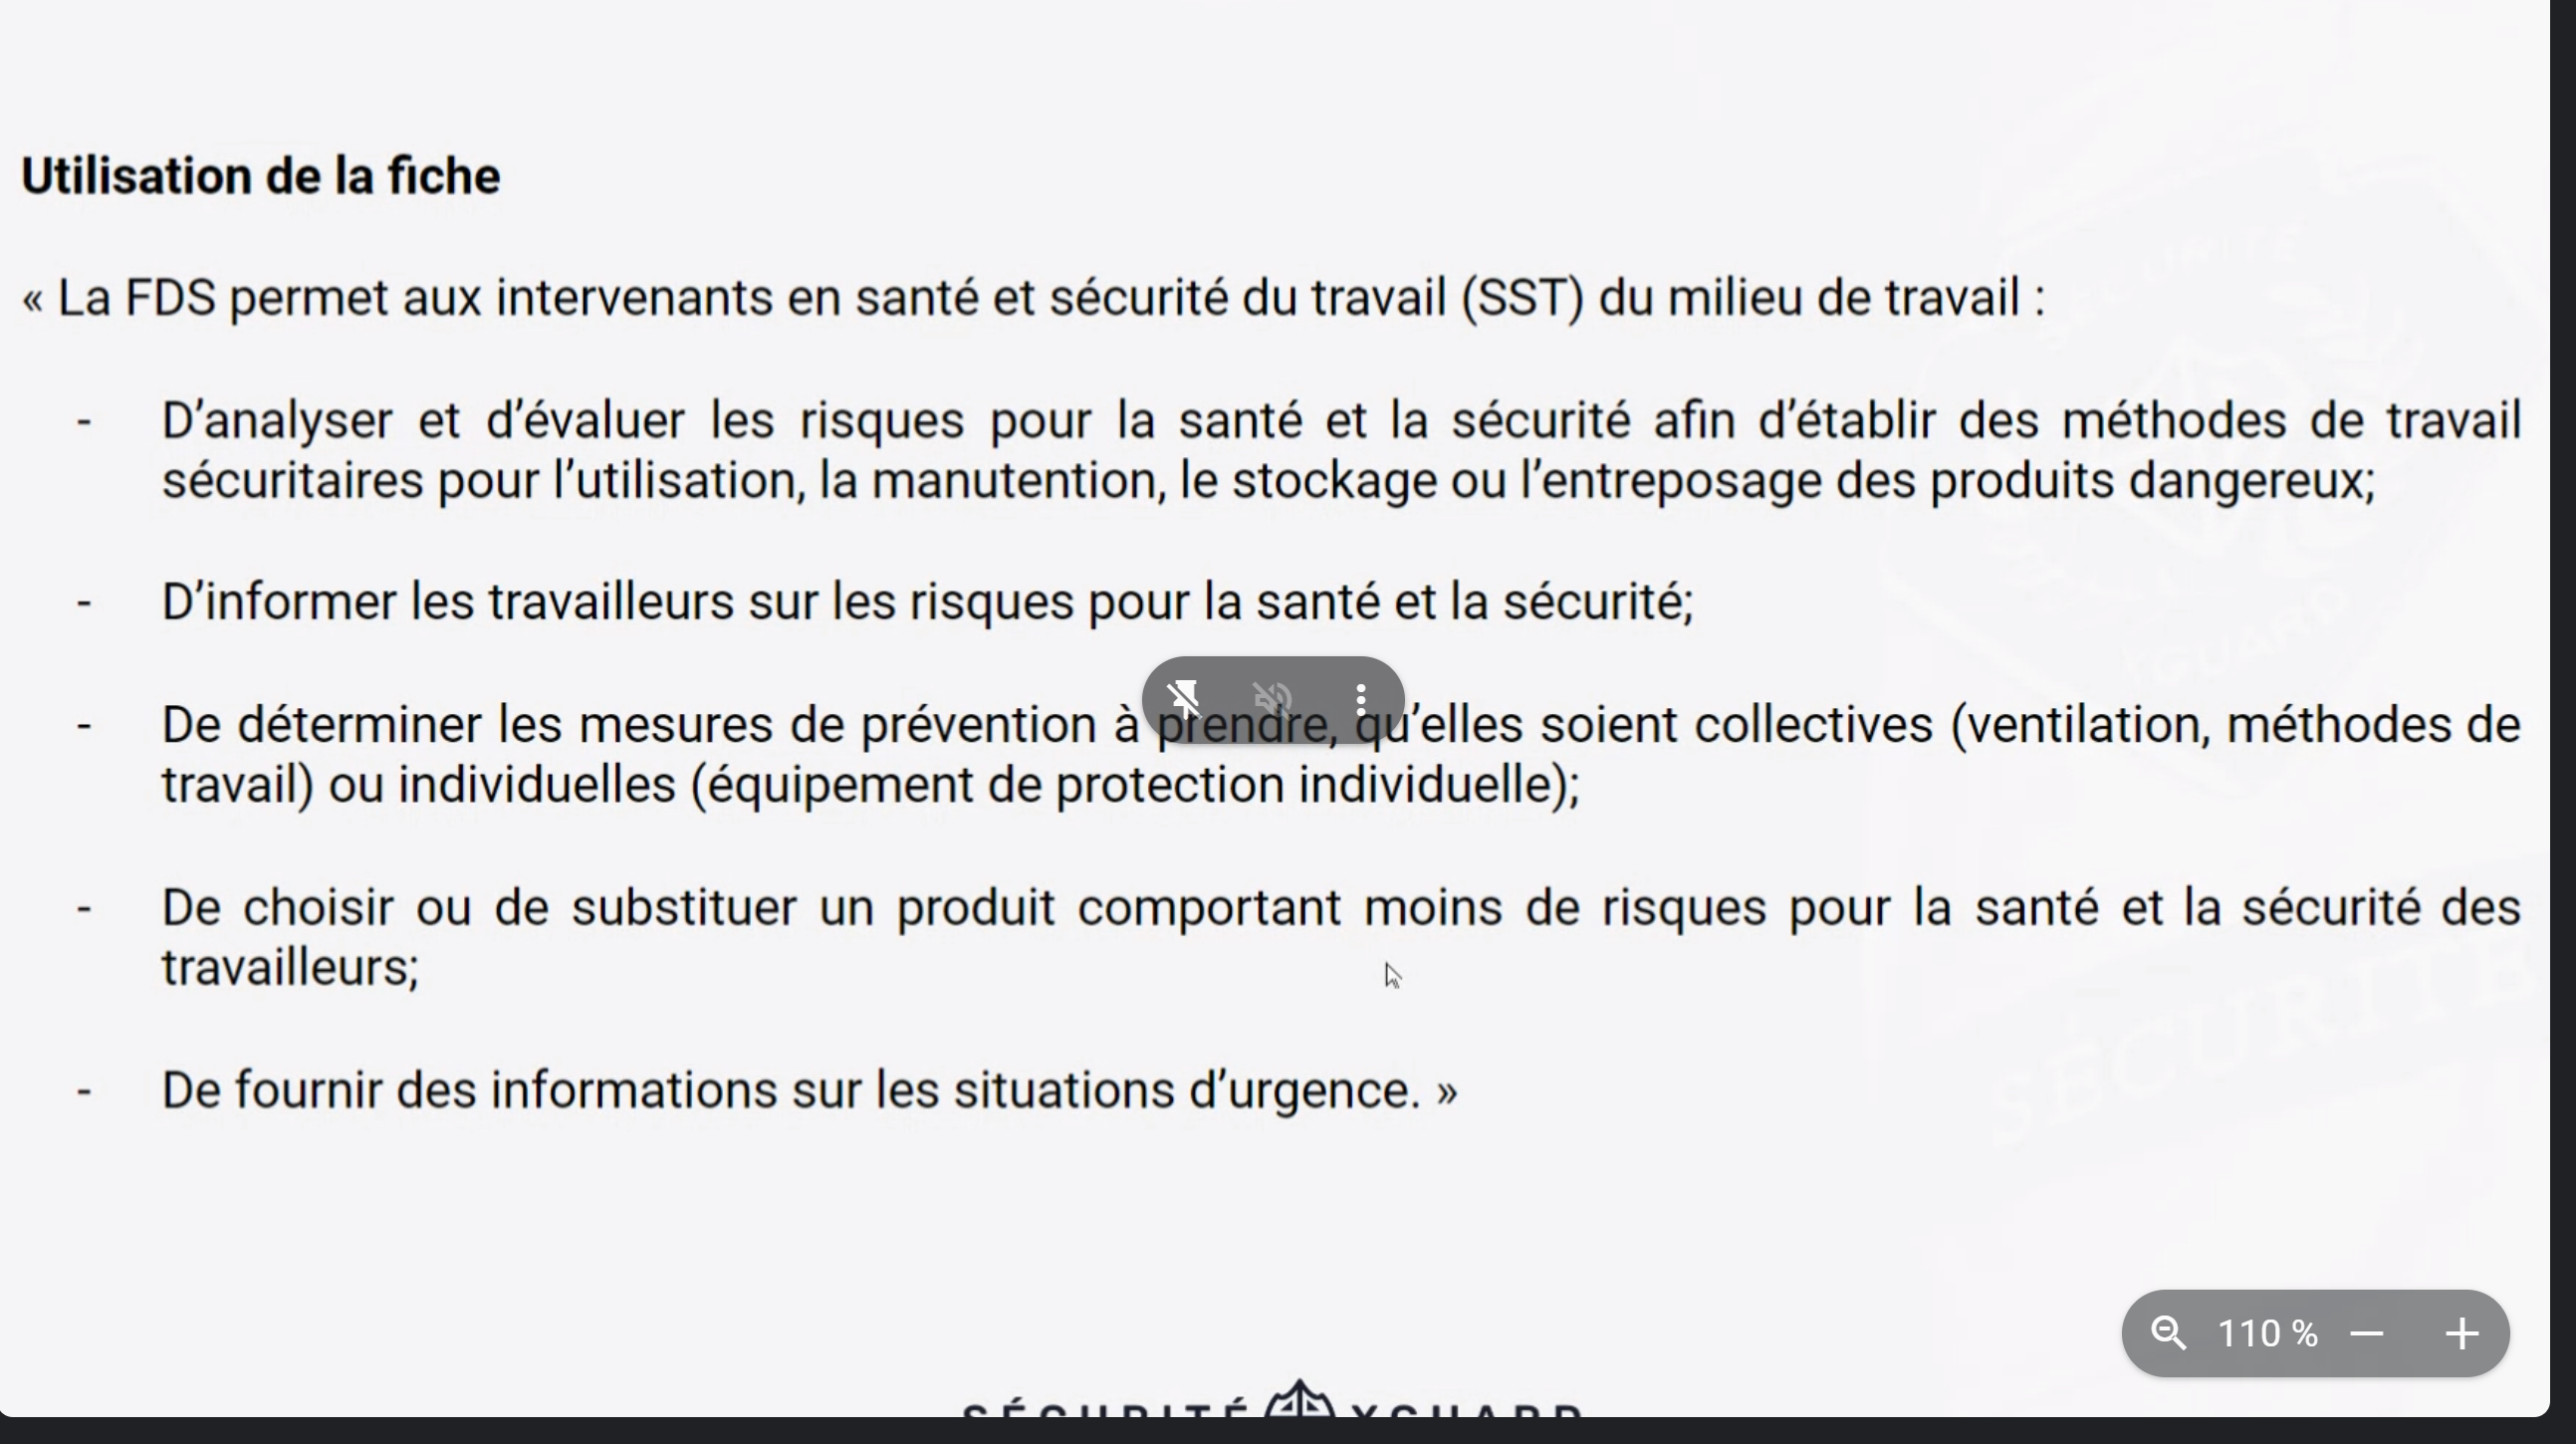 Utilisation de la fiche
« La FDS permet aux intervenants en santé et sécurité du travail (SST) du milieu de travail :
- D’analyser et d’évaluer les risques pour la santé et la sécurité afin d’établir des méthodes de travail
sécuritaires pour l’utilisation, la manutention, le stockage ou l’entreposage des produits dangereux;
- D’informer les travailleurs sur les risques pour la santé et la sécurité;
- De déterminer les mesures de prévention à prendre, qu’elles soient collectives (ventilation, méthodes de
travail) ou individuelles (équipement de protection individuelle);
- De choisir ou de substituer un produit comportant moins de risques pour la santé et la sécurité des
travailleurs;
- De fournir des informations sur les situations d’urgence. »
SÉCURITÉ
110 %
SÉCURITÉ XGUARD